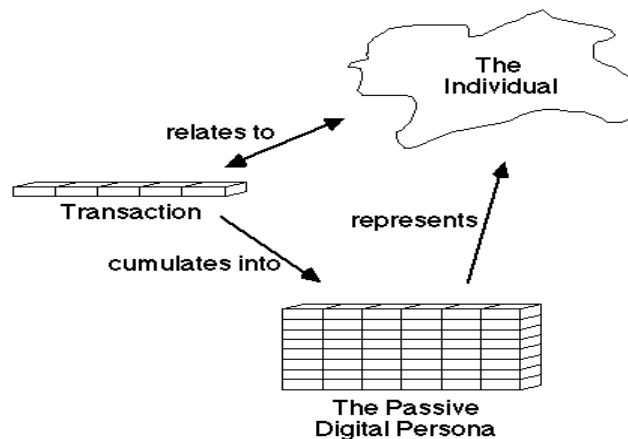 The
Individual
relates to
Transaction
represents
cumulates into
The Passive
Digital Persona